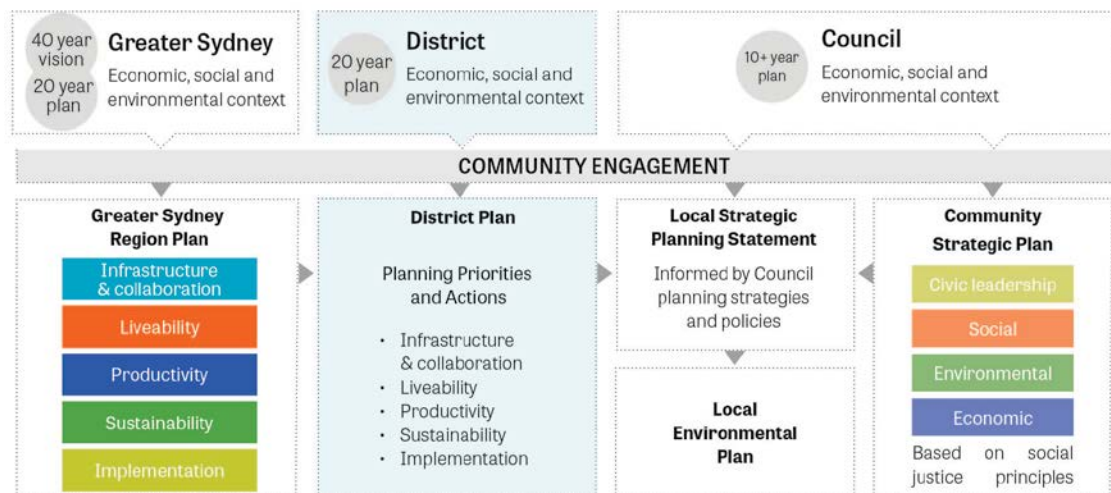 40 year
vision
20 year
plan
Greater Sydney
Economic, social and
environmental context
20 year
plan
District
Economic, social and
environmental context
10+ year
plan
Council
Economic, social and
environmental context
COMMUNITY ENGAGEMENT
Greater Sydney
Region Plan
Infrastructure
& collaboration
Liveability
Productivity
Sustainability
Implementation
District Plan
Planning Priorities
and Actions
• Infrastructure
& collaboration
• Liveability
• Productivity
• Sustainability
• Implementation
Local Strategic
Planning Statement
Informed by Council
planning strategies
and policies
Local
Environmental
Plan
Community
Strategic Plan
Civic leadership
Social
Environmental
Economic
Based on social
justice principles